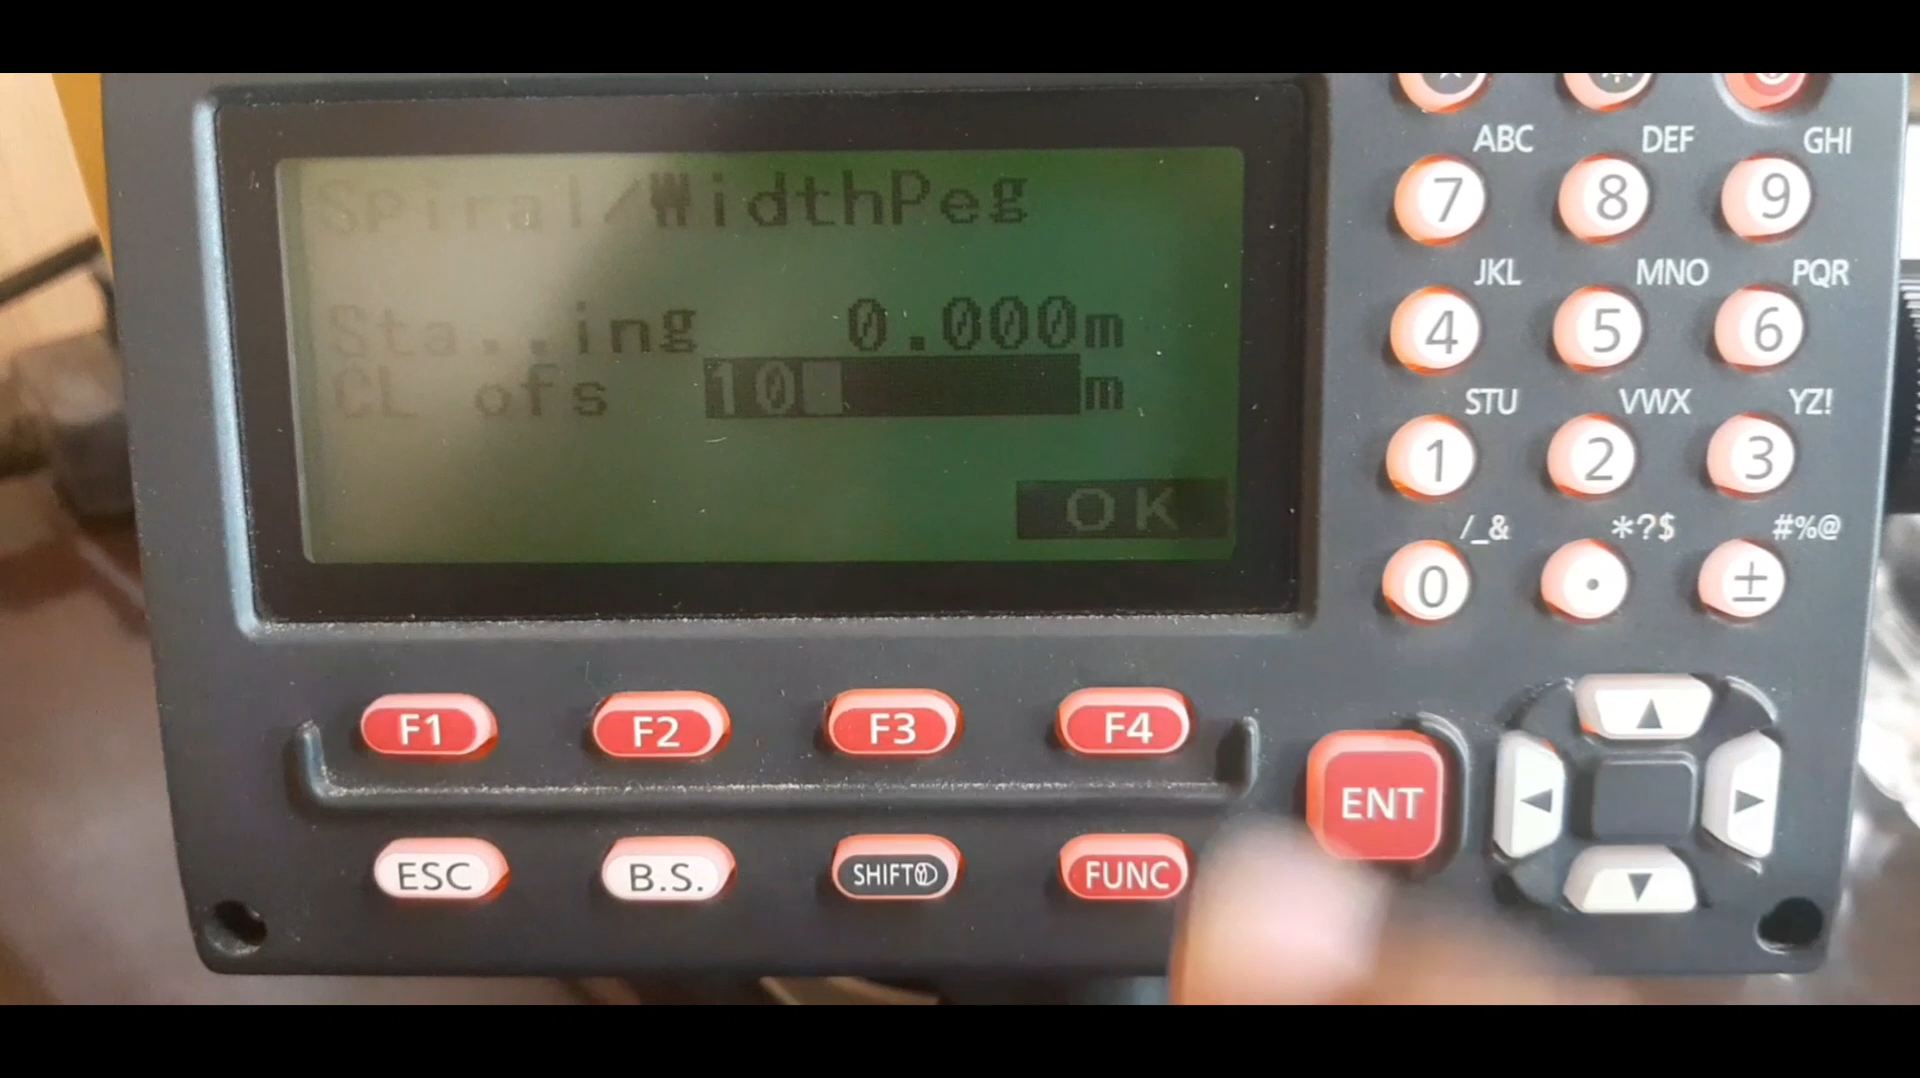 Spiral/WidthPeg
Sta..ing 0.000m
CL ofs 10 m
OK
ABC DEF GHI
7 8 9
JKL MNO PQR
4 5 6
STU VWX YZ!
1 2 3
/_& *?$ #%@
0 . ±
F1 F2 F3 F4
ENT
ESC B.S. SHIFT FUNC